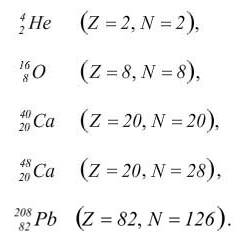 ⁴₂He (Z = 2, N = 2),
¹⁶₈O (Z = 8, N = 8),
⁴⁰₂₀Ca (Z = 20, N = 20),
⁴⁸₂₀Ca (Z = 20, N = 28),
²⁰⁸₈₂Pb (Z = 82, N = 126).